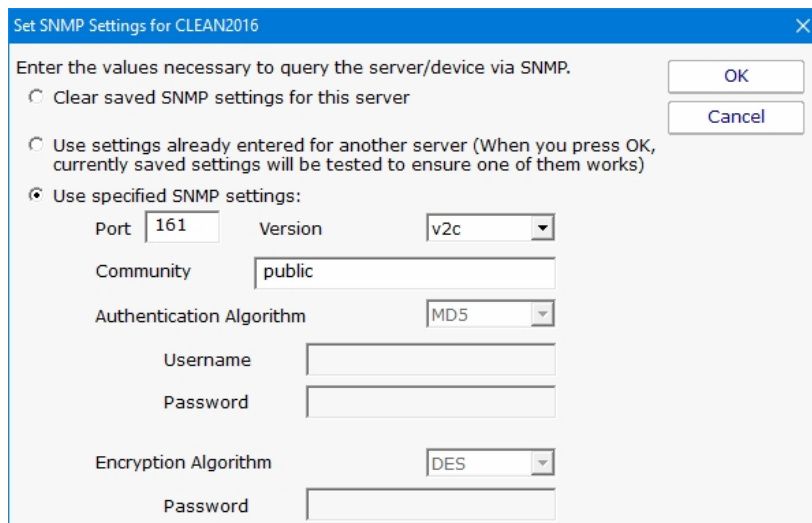 Set SNMP Settings for CLEAN2016
Enter the values necessary to query the server/device via SNMP.
OK
Clear saved SNMP settings for this server
Cancel
Use settings already entered for another server (When you press OK,
currently saved settings will be tested to ensure one of them works)
Use specified SNMP settings:
Port 161 Version v2c
Community public
Authentication Algorithm MD5
Username
Password
Encryption Algorithm DES
Password